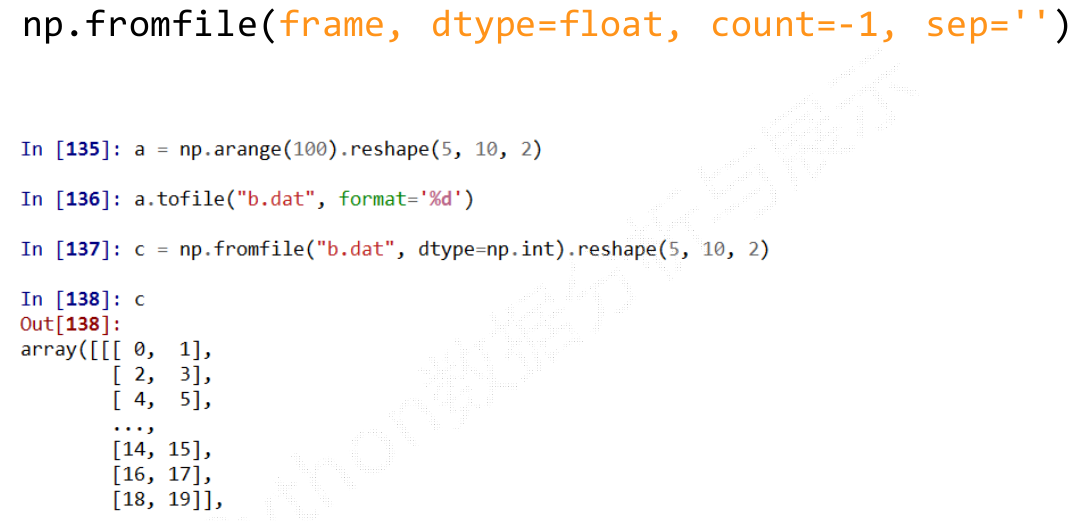 np.fromfile(frame, dtype=float, count=-1, sep='')
In [135]: a = np.arange(100).reshape(5, 10, 2)
In [136]: a.tofile("b.dat", format='%d')
In [137]: c = np.fromfile("b.dat", dtype=np.int).reshape(5, 10, 2)
In [138]: c
Out[138]:
array([[[ 0,  1],
        [ 2,  3],
        [ 4,  5],
        ...,
        [14, 15],
        [16, 17],
        [18, 19]],
ython数据分析与展示